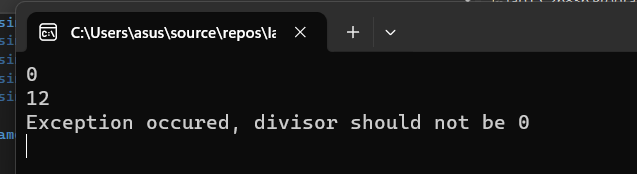 C:\Users\asus\source\repos\la
0
12
Exception occured, divisor should not be 0